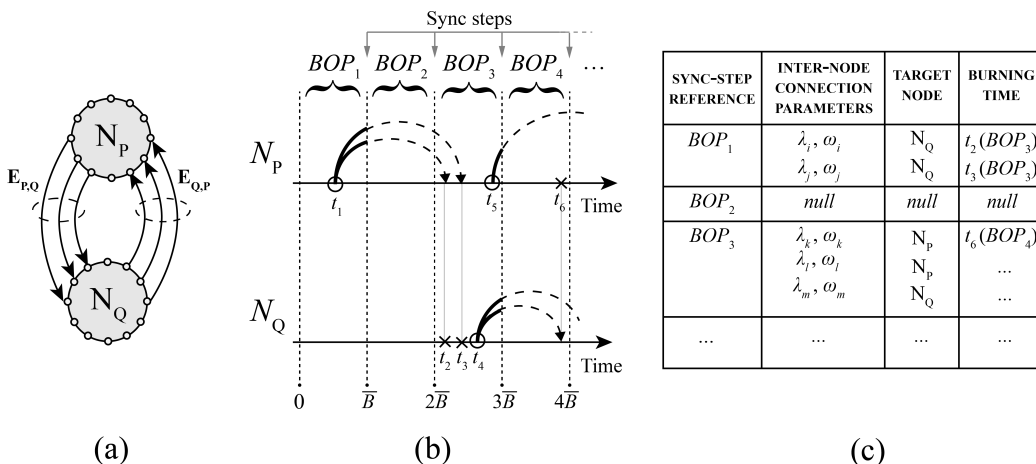 N_P
E_P,Q
E_Q,P
N_Q
(a)
Sync steps
BOP_1 BOP_2 BOP_3 BOP_4 ...
N_P
t_1 t_5 t_6 Time
N_Q
t_2 t_3 t_4 Time
0 B̅ 2B̅ 3B̅ 4B̅
(b)
SYNC-STEP REFERENCE
INTER-NODE CONNECTION PARAMETERS
TARGET NODE
BURNING TIME
BOP_1 λ_i, ω_i N_Q t_2(BOP_3)
λ_j, ω_j N_Q t_3(BOP_3)
BOP_2 null null null
BOP_3 λ_k, ω_k N_P t_6(BOP_4)
λ_l, ω_l N_P ...
λ_m, ω_m N_Q ...
... ... ... ...
(c)